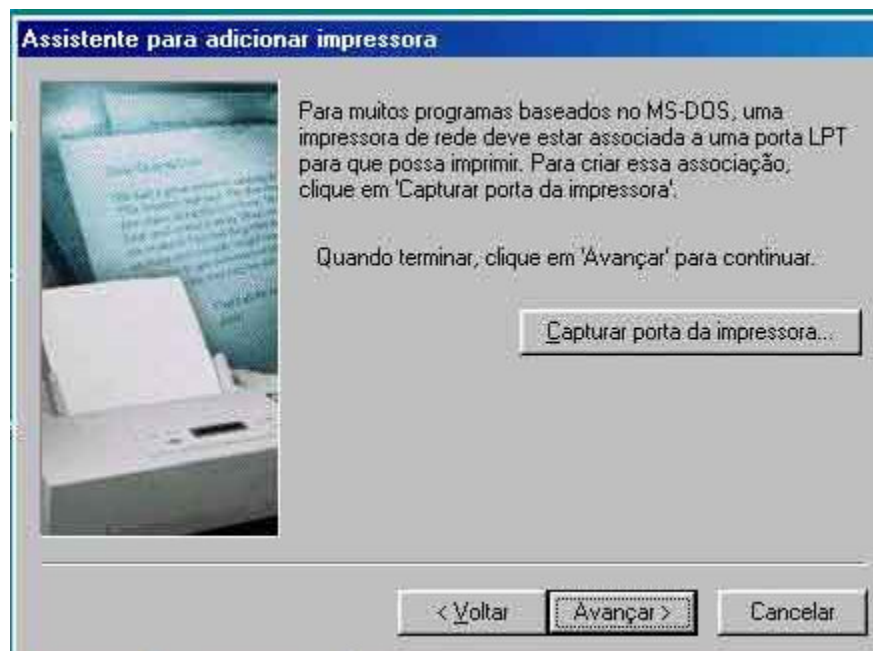 Assistente para adicionar impressora
Para muitos programas baseados no MS-DOS, uma
impressora de rede deve estar associada a uma porta LPT
para que possa imprimir. Para criar essa associação,
clique em 'Capturar porta da impressora'.
Quando terminar, clique em 'Avançar' para continuar.
Capturar porta da impressora...
< Voltar
Avançar >
Cancelar